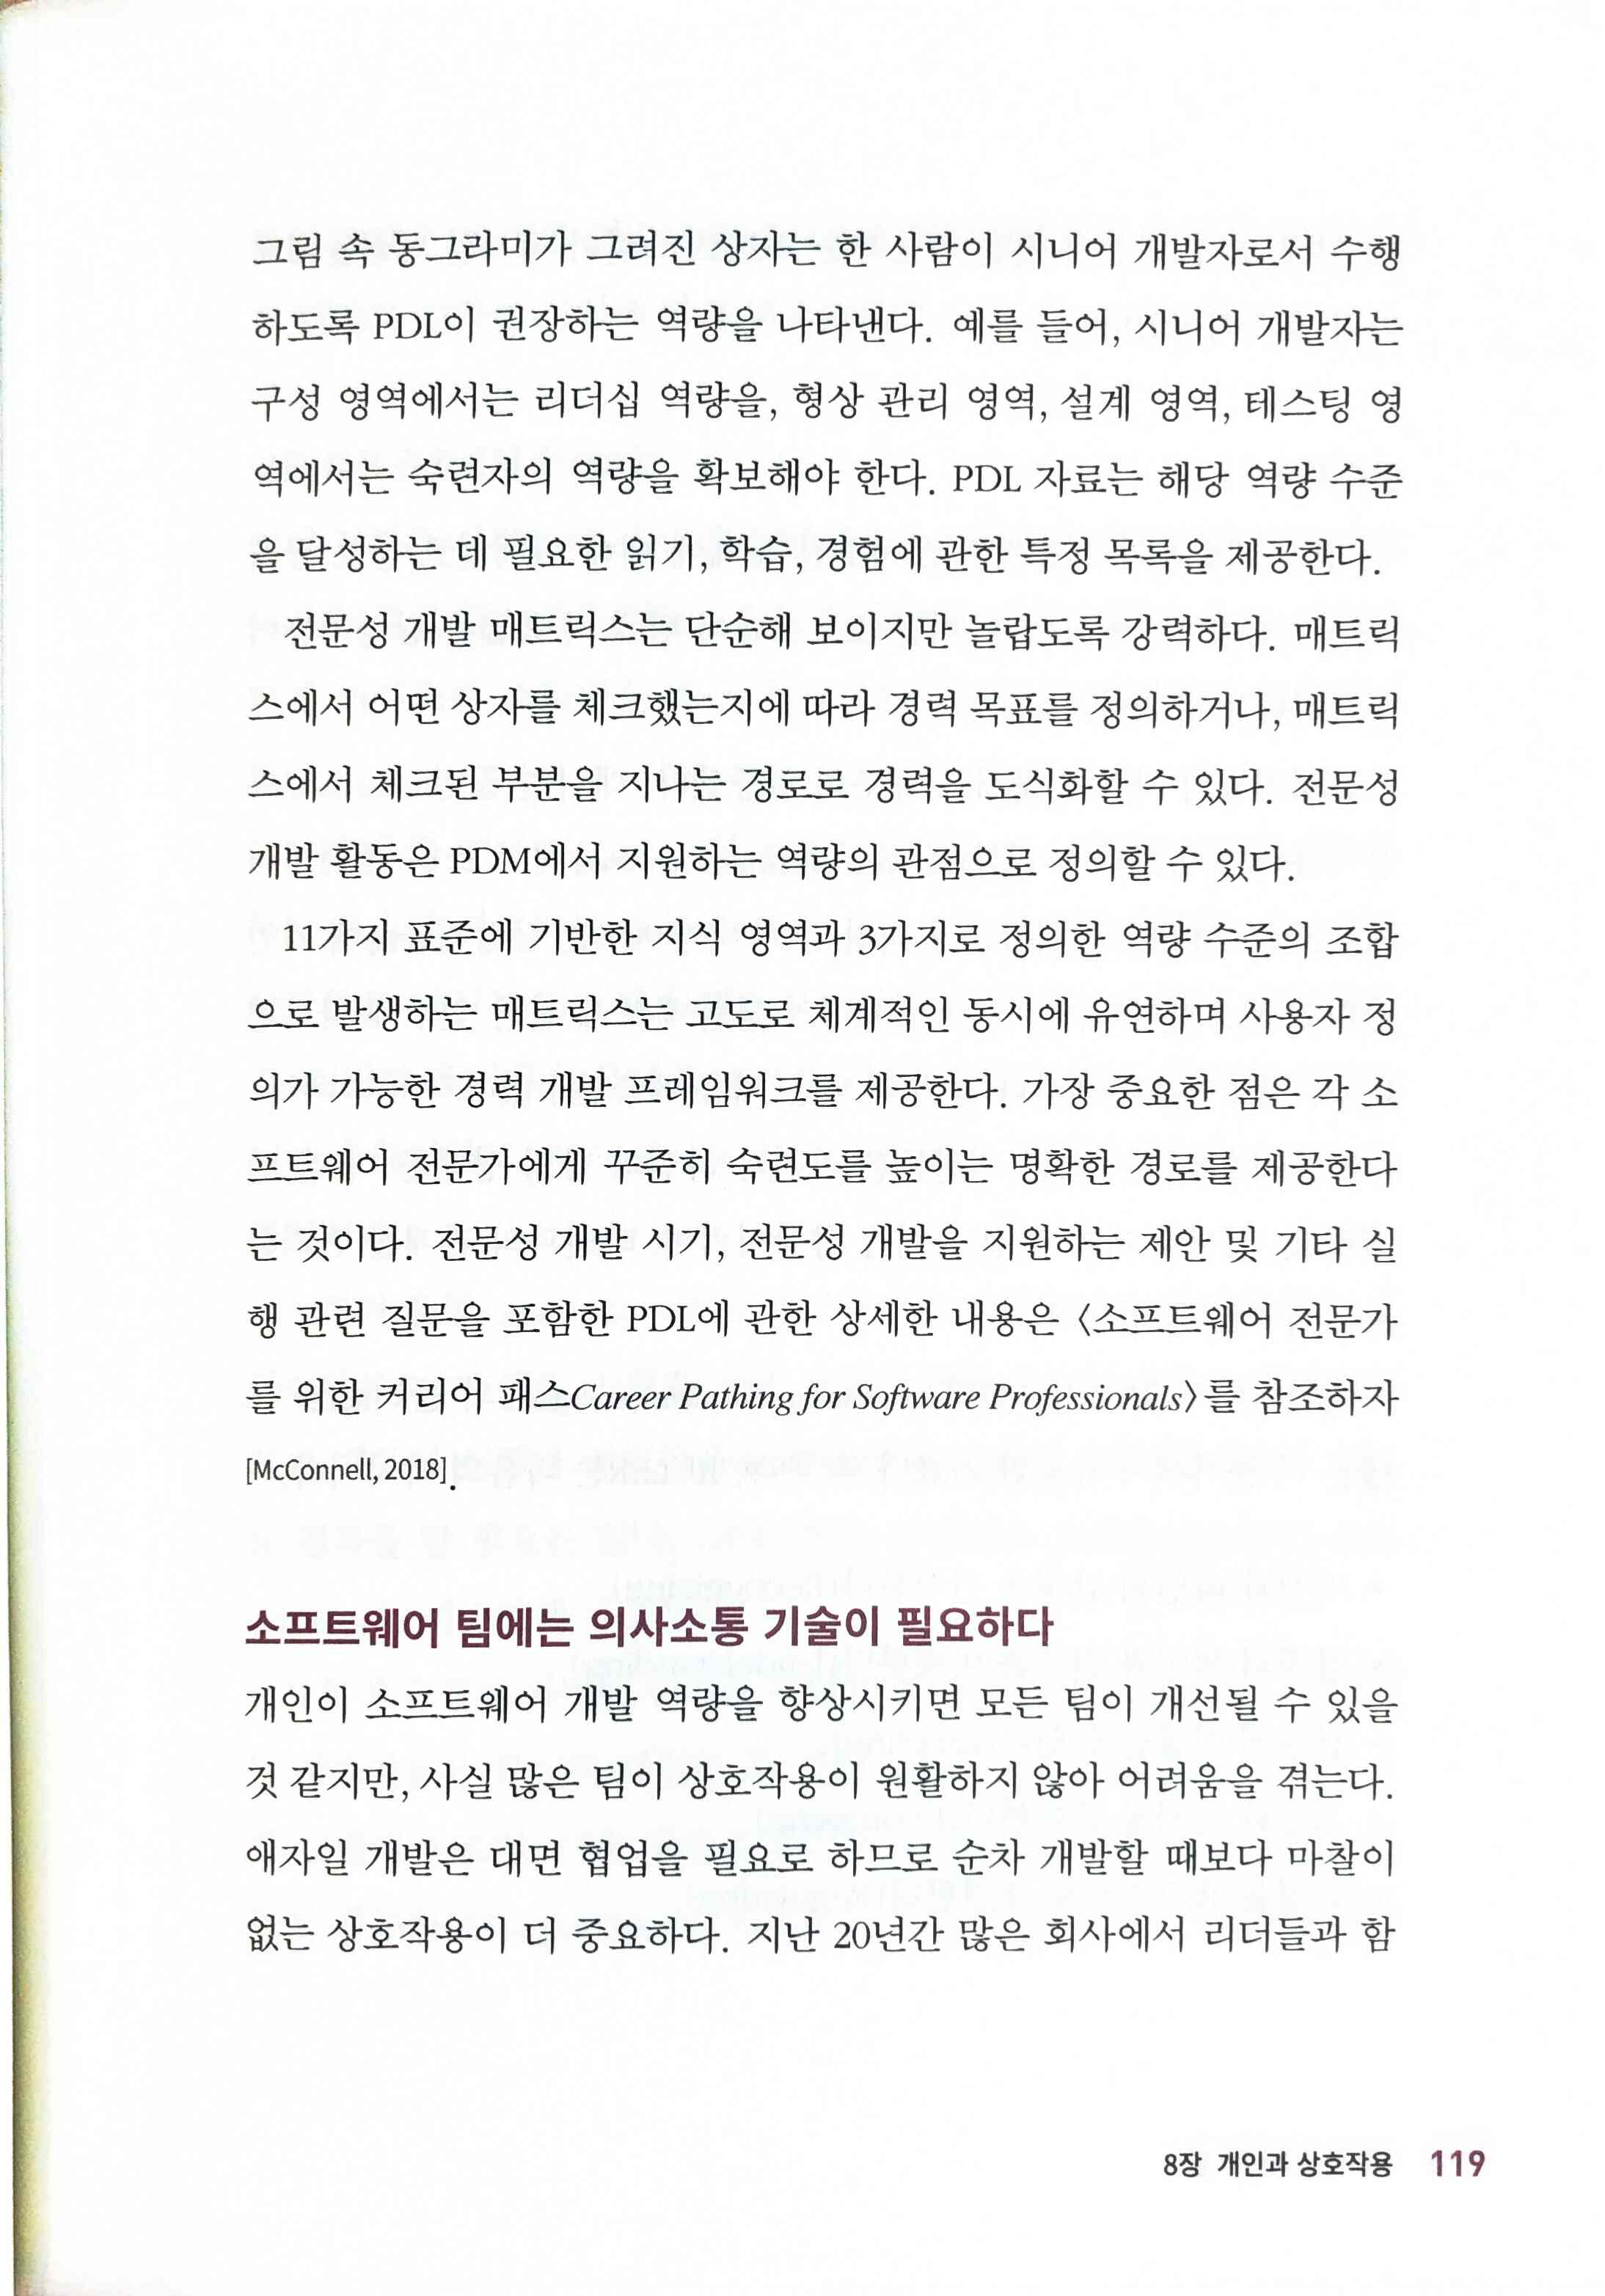 그림 속 동그라미가 그려진 상자는 한 사람이 시니어 개발자로서 수행
하도록 PDL이 권장하는 역량을 나타낸다. 예를 들어, 시니어 개발자는
구성 영역에서는 리더십 역량을, 형상 관리 영역, 설계 영역, 테스팅 영
역에서는 숙련자의 역량을 확보해야 한다. PDL 자료는 해당 역량 수준
을 달성하는 데 필요한 읽기, 학습, 경험에 관한 특정 목록을 제공한다.
전문성 개발 매트릭스는 단순해 보이지만 놀랍도록 강력하다. 매트릭
스에서 어떤 상자를 체크했는지에 따라 경력 목표를 정의하거나, 매트릭
스에서 체크된 부분을 지나는 경로로 경력을 도식화할 수 있다. 전문성
개발 활동은 PDM에서 지원하는 역량의 관점으로 정의할 수 있다.
11가지 표준에 기반한 지식 영역과 3가지로 정의한 역량 수준의 조합
으로 발생하는 매트릭스는 고도로 체계적인 동시에 유연하며 사용자 정
의가 가능한 경력 개발 프레임워크를 제공한다. 가장 중요한 점은 각 소
프트웨어 전문가에게 꾸준히 숙련도를 높이는 명확한 경로를 제공한다
는 것이다. 전문성 개발 시기, 전문성 개발을 지원하는 제안 및 기타 실
행 관련 질문을 포함한 PDL에 관한 상세한 내용은 〈소프트웨어 전문가
를 위한 커리어 패스Career Pathing for Software Professionals〉를 참조하자
[McConnell, 2018].
소프트웨어 팀에는 의사소통 기술이 필요하다
개인이 소프트웨어 개발 역량을 향상시키면 모든 팀이 개선될 수 있을
것 같지만, 사실 많은 팀이 상호작용이 원활하지 않아 어려움을 겪는다.
애자일 개발은 대면 협업을 필요로 하므로 순차 개발할 때보다 마찰이
없는 상호작용이 더 중요하다. 지난 20년간 많은 회사에서 리더들과 함
8장 개인과 상호작용 119